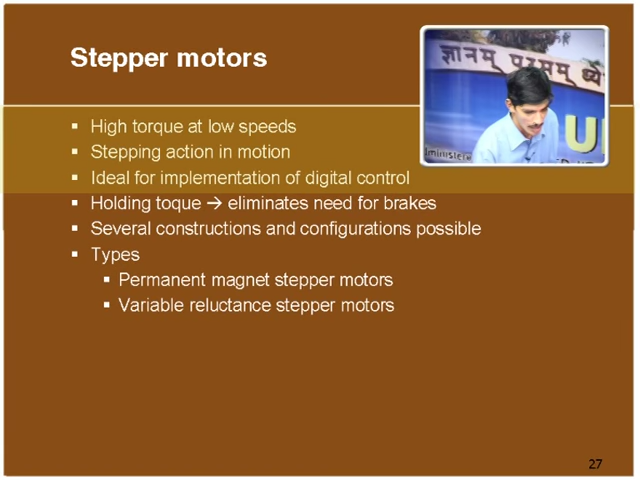 Stepper motors
ज्ञानम् परमम् ध्ये
▪ High torque at low speeds
▪ Stepping action in motion
▪ Ideal for implementation of digital control
▪ Holding toque → eliminates need for brakes
▪ Several constructions and configurations possible
▪ Types
▪ Permanent magnet stepper motors
▪ Variable reluctance stepper motors
27